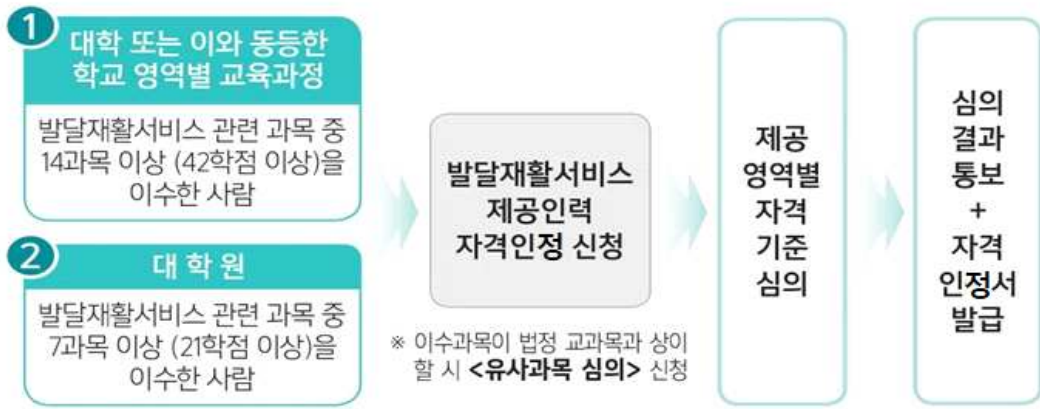 1
대학 또는 이와 동등한
학교 영역별 교육과정
발달재활서비스 관련 과목 중
14과목 이상 (42학점 이상)을
이수한 사람
2
대 학 원
발달재활서비스 관련 과목 중
7과목 이상 (21학점 이상)을
이수한 사람
발달재활서비스
제공인력
자격인정 신청
※ 이수과목이 법정 교과목과 상이
할 시 <유사과목 심의> 신청
제공
영역별
자격
기준
심의
심의
결과
통보
+
자격
인정서
발급